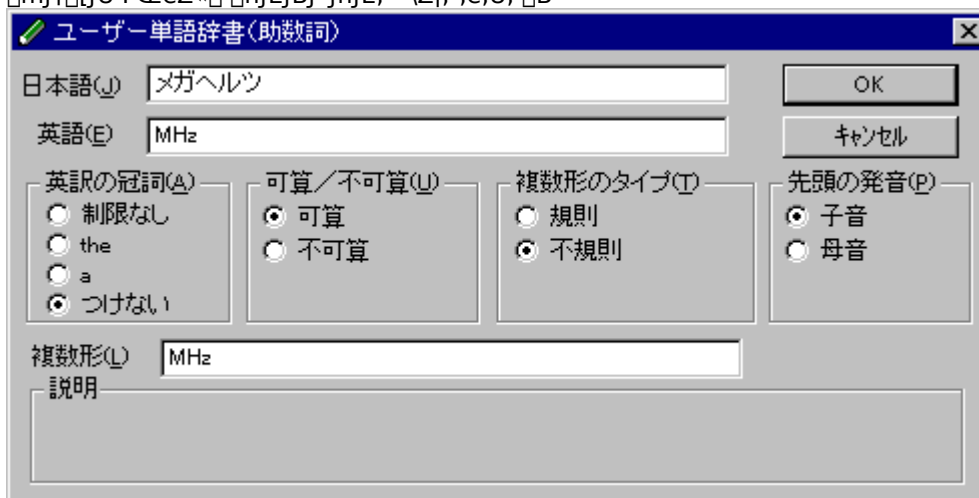 ユーザー単語辞書(助数詞)
日本語(J) メガヘルツ OK
英語(E) MHz キャンセル
英訳の冠詞(A) 可算/不可算(U) 複数形のタイプ(T) 先頭の発音(P)
制限なし 可算 規則 子音
the 不可算 不規則 母音
a
つけない
複数形(L) MHz
説明